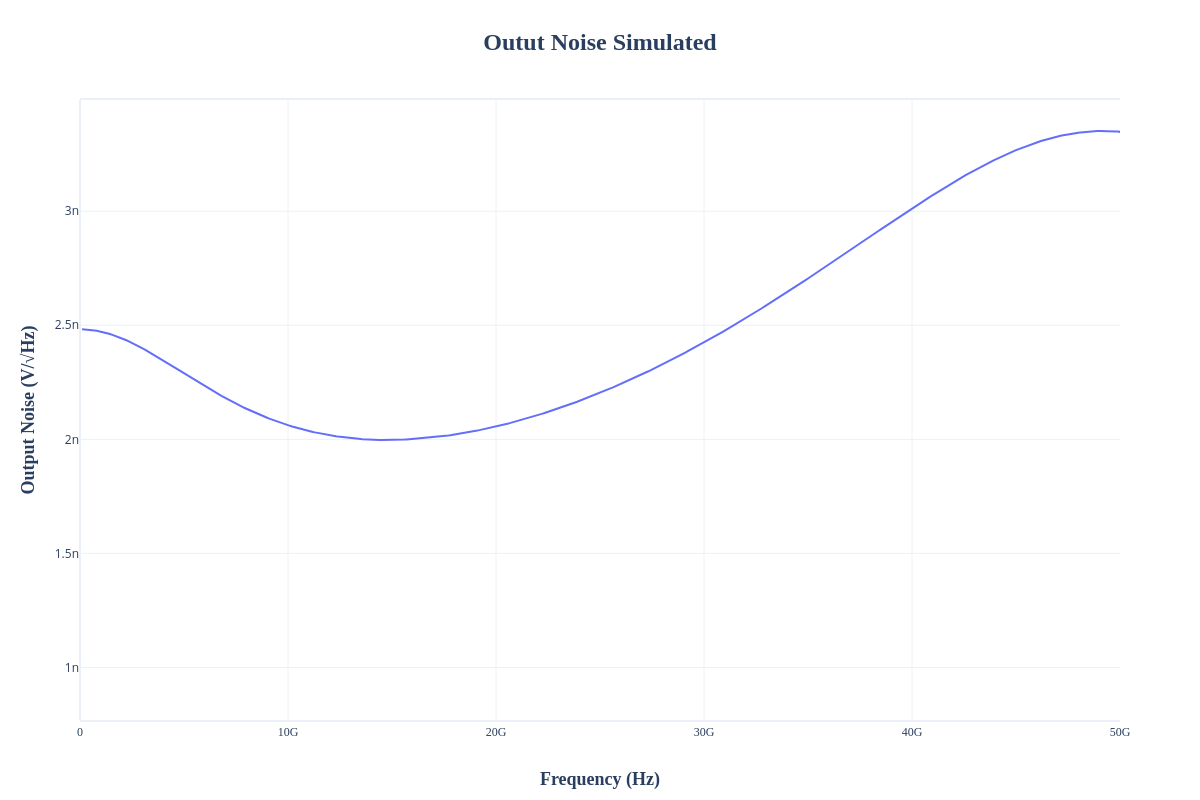 Outut Noise Simulated
Output Noise (V/√Hz)
3n
2.5n
2n
1.5n
1n
0 10G 20G 30G 40G 50G
Frequency (Hz)